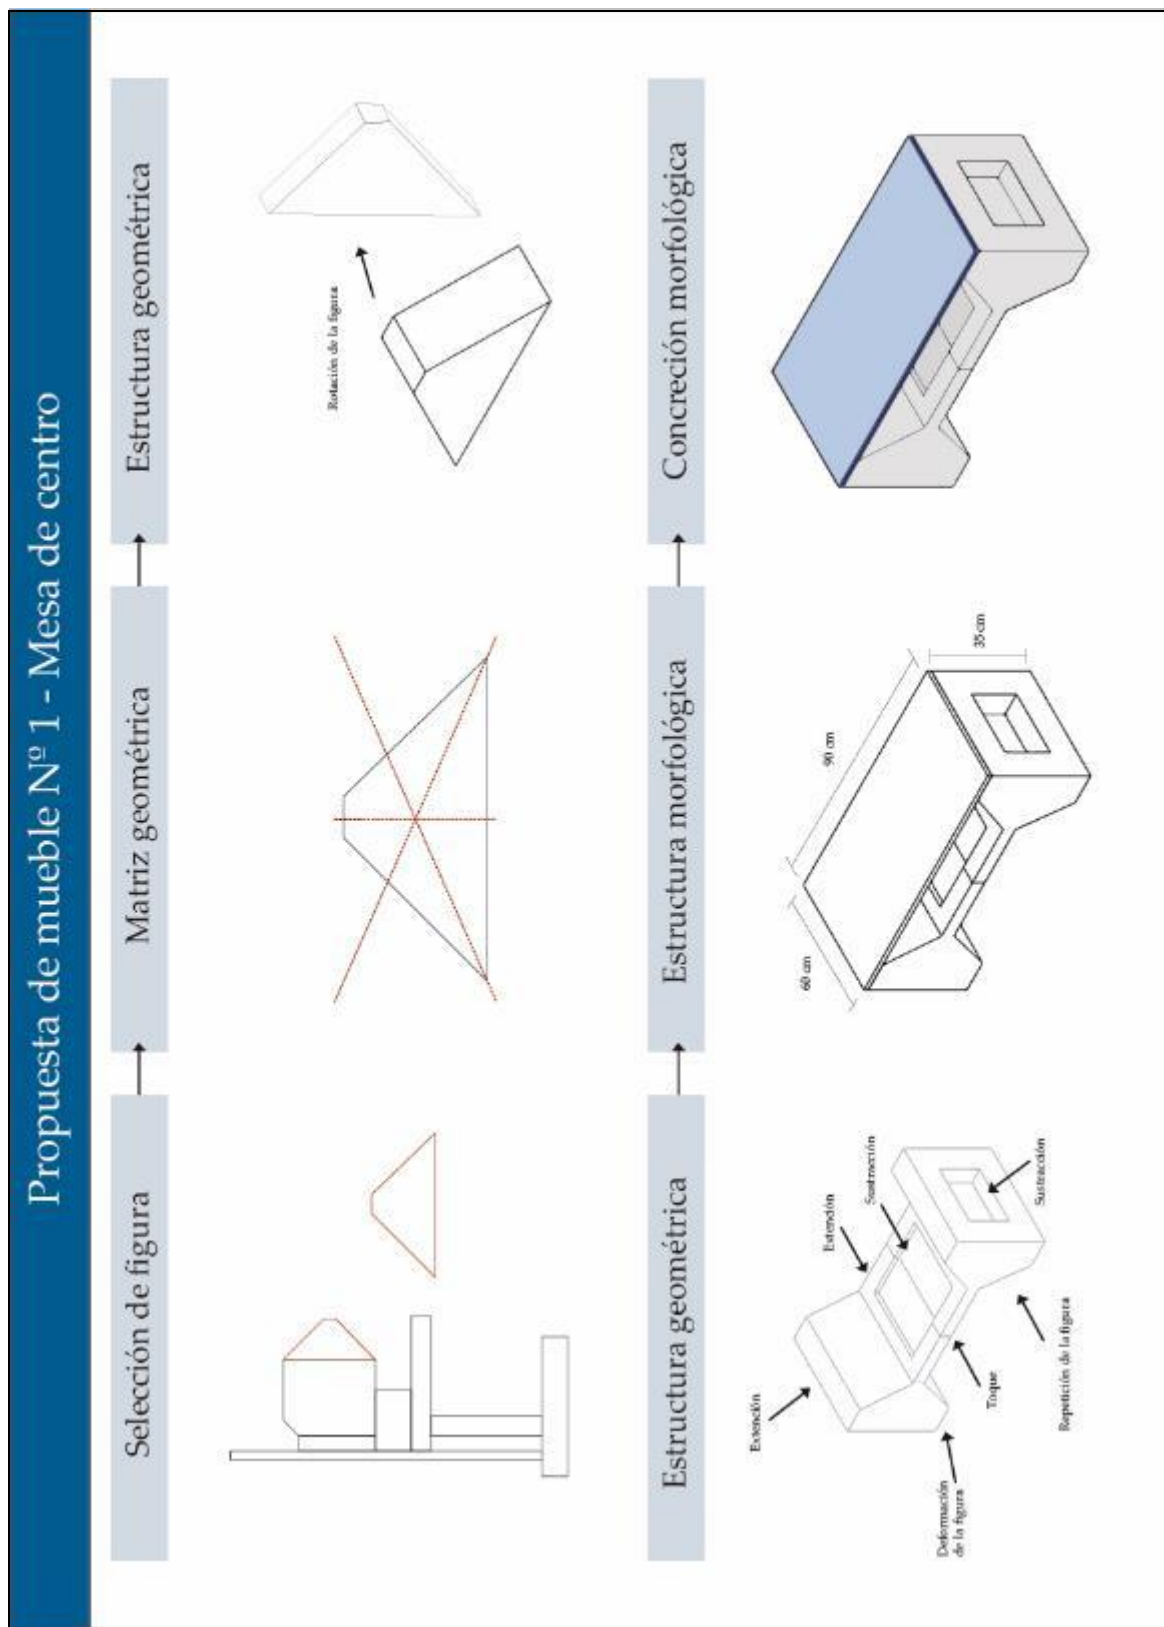 Propuesta de mueble Nº 1 - Mesa de centro
Selección de figura
Matriz geométrica
Estructura geométrica
Rotación de la figura
Estructura geométrica
Estructura morfológica
Concreción morfológica
Extención
Extención
Sustracción
Sustracción
Toque
Repetición de la figura
Deformación
de la figura
60 cm
90 cm
35 cm